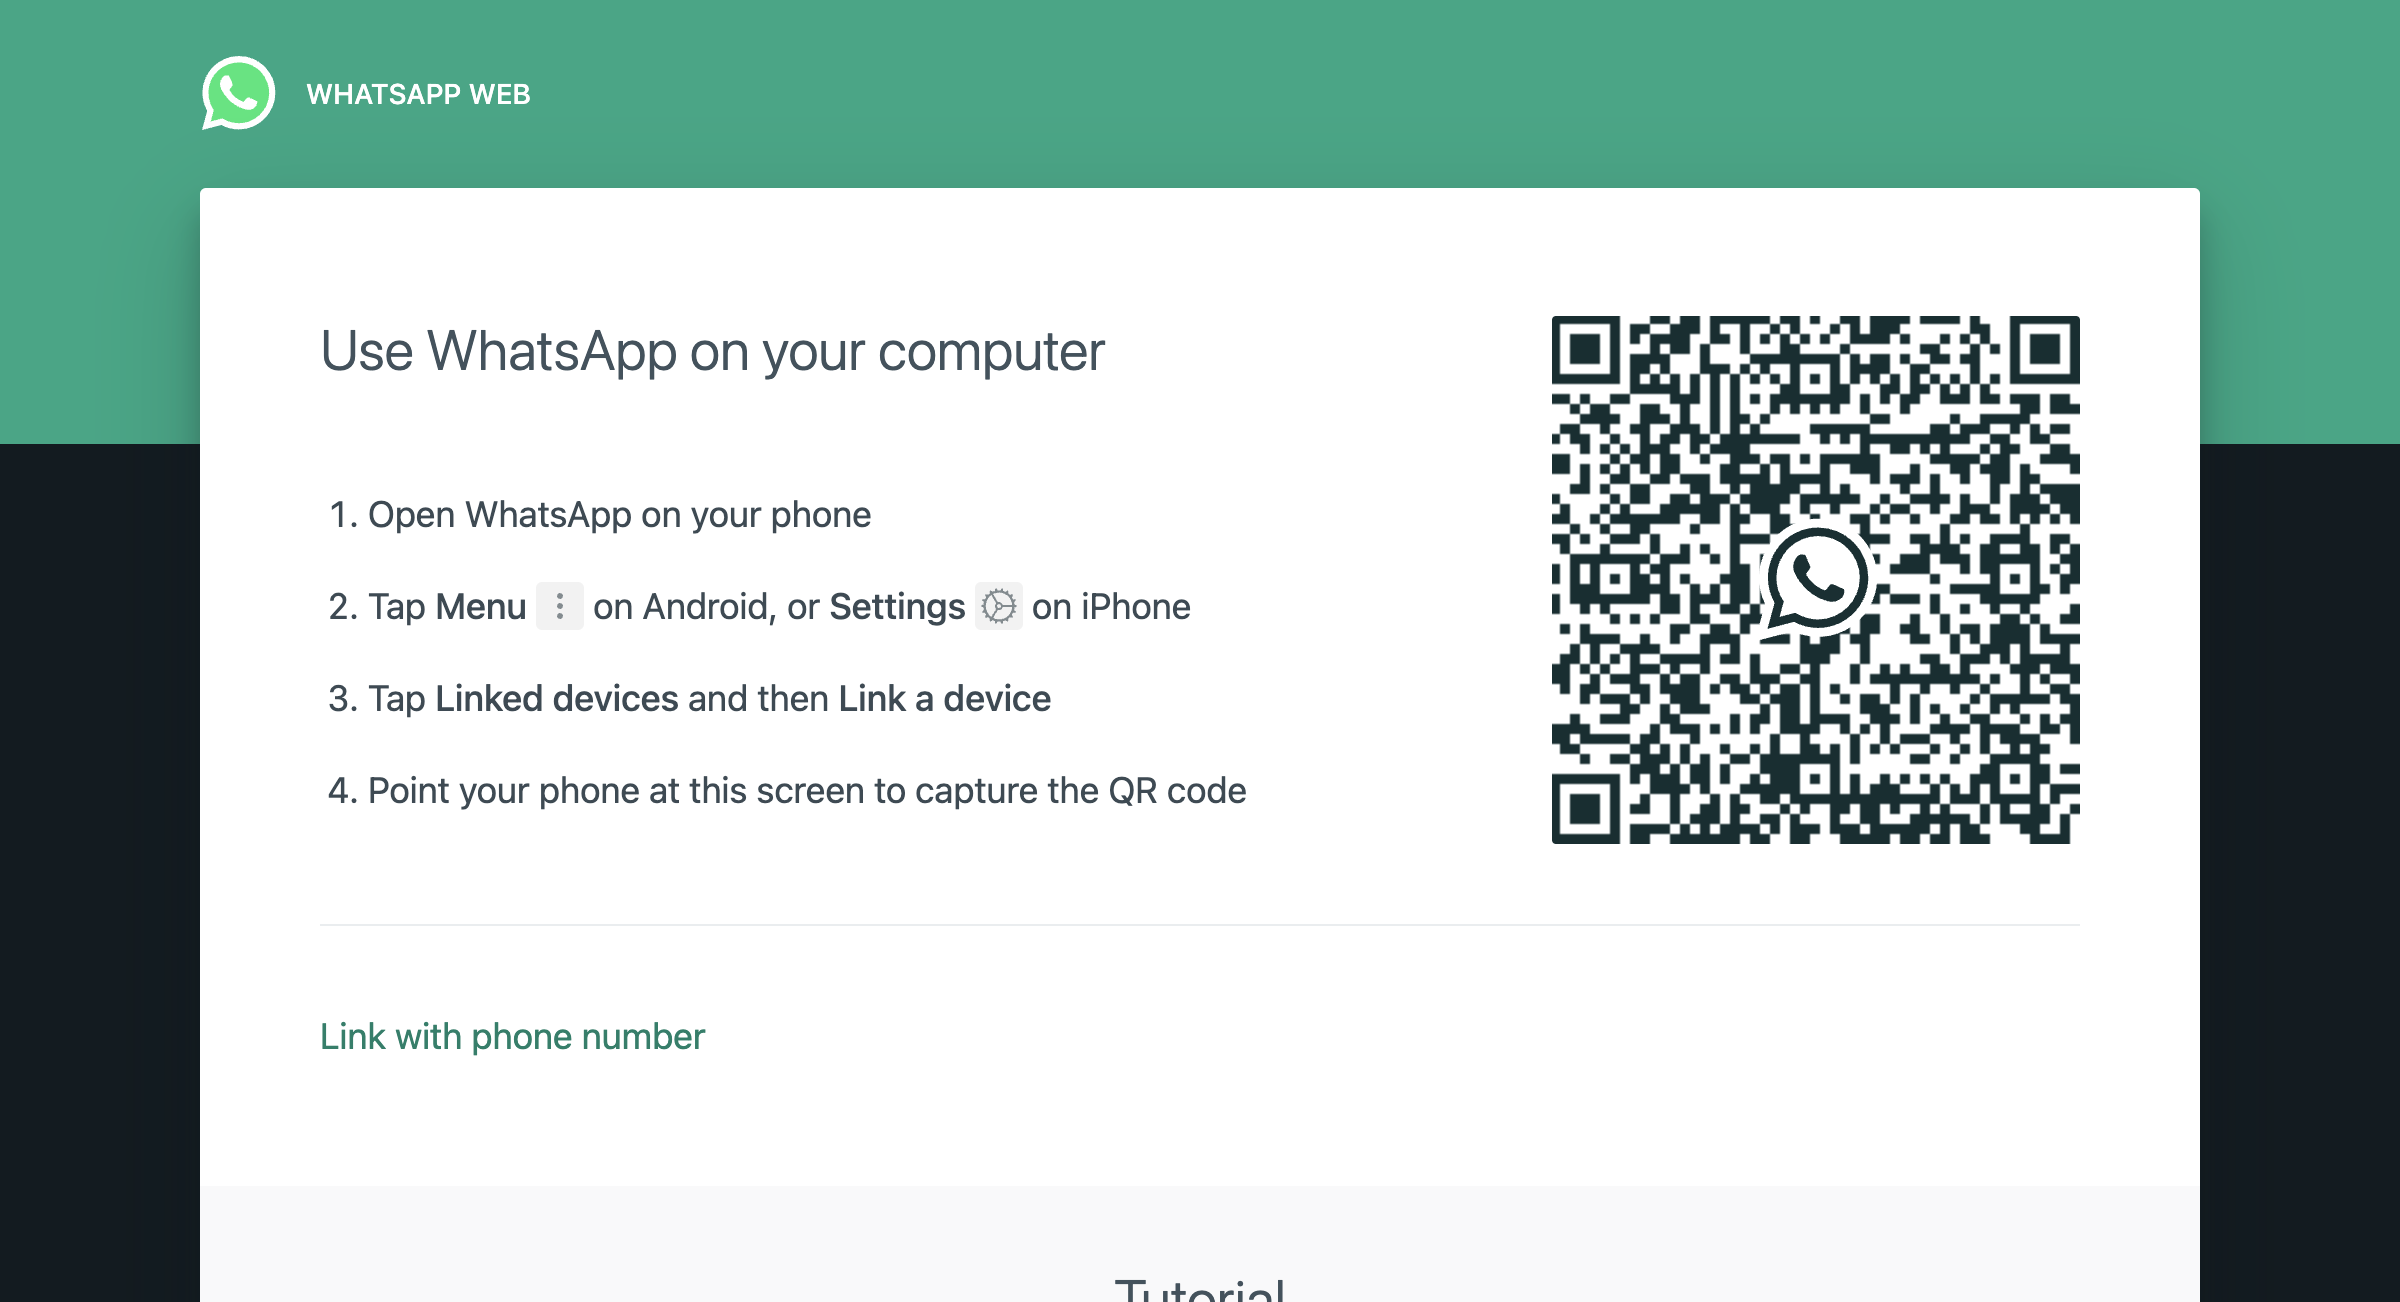 WHATSAPP WEB
Use WhatsApp on your computer
1. Open WhatsApp on your phone
2. Tap Menu on Android, or Settings on iPhone
3. Tap Linked devices and then Link a device
4. Point your phone at this screen to capture the QR code
Link with phone number
Tutorial